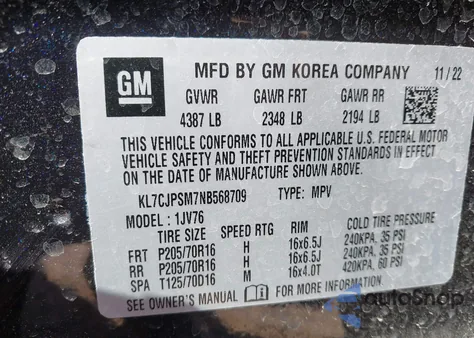 GM
MFD BY GM KOREA COMPANY 11/22
GVWR GAWR FRT GAWR RR
4387 LB 2348 LB 2194 LB
THIS VEHICLE CONFORMS TO ALL APPLICABLE U.S. FEDERAL MOTOR
VEHICLE SAFETY AND THEFT PREVENTION STANDARDS IN EFFECT
ON THE DATE OF MANUFACTURE SHOWN ABOVE.
KL7CJPSM7NB568709 TYPE: MPV
MODEL : 1JV76
TIRE SIZE SPEED RTG RIM COLD TIRE PRESSURE
FRT P205/70R16 H 16x6.5J 240KPA, 35 PSI
RR P205/70R16 H 16x6.5J 240KPA, 35 PSI
SPA T125/70D16 M 16x4.0T 420KPA, 60 PSI
SEE OWNER'S MANUAL FOR MORE INFORMATION
autoShop